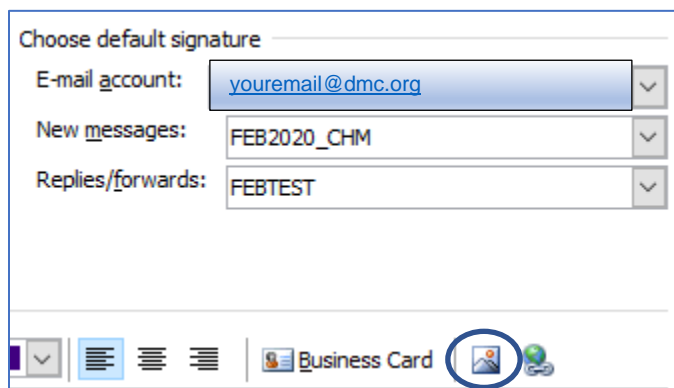 Choose default signature
E-mail account: youremail@dmc.org
New messages: FEB2020_CHM
Replies/forwards: FEBTEST
Business Card